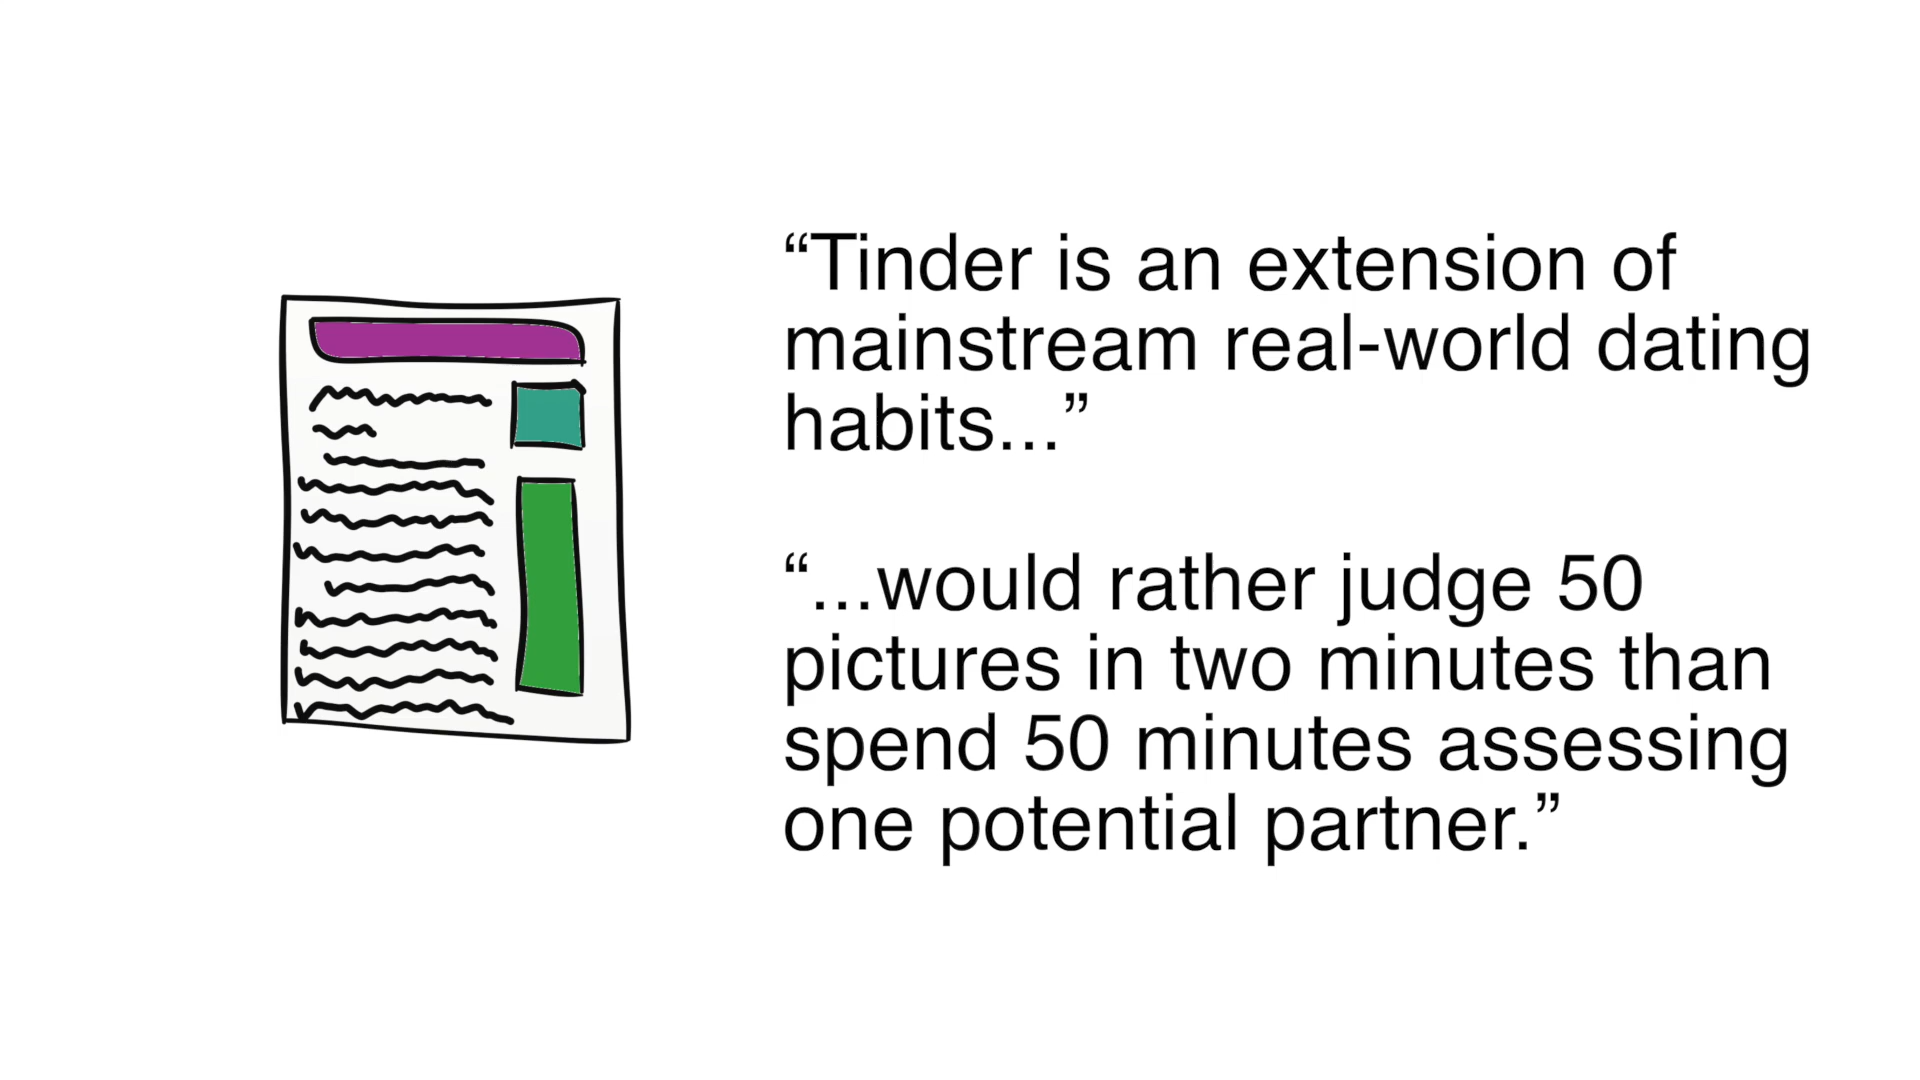 “Tinder is an extension of
mainstream real-world dating
habits...”
“...would rather judge 50
pictures in two minutes than
spend 50 minutes assessing
one potential partner.”